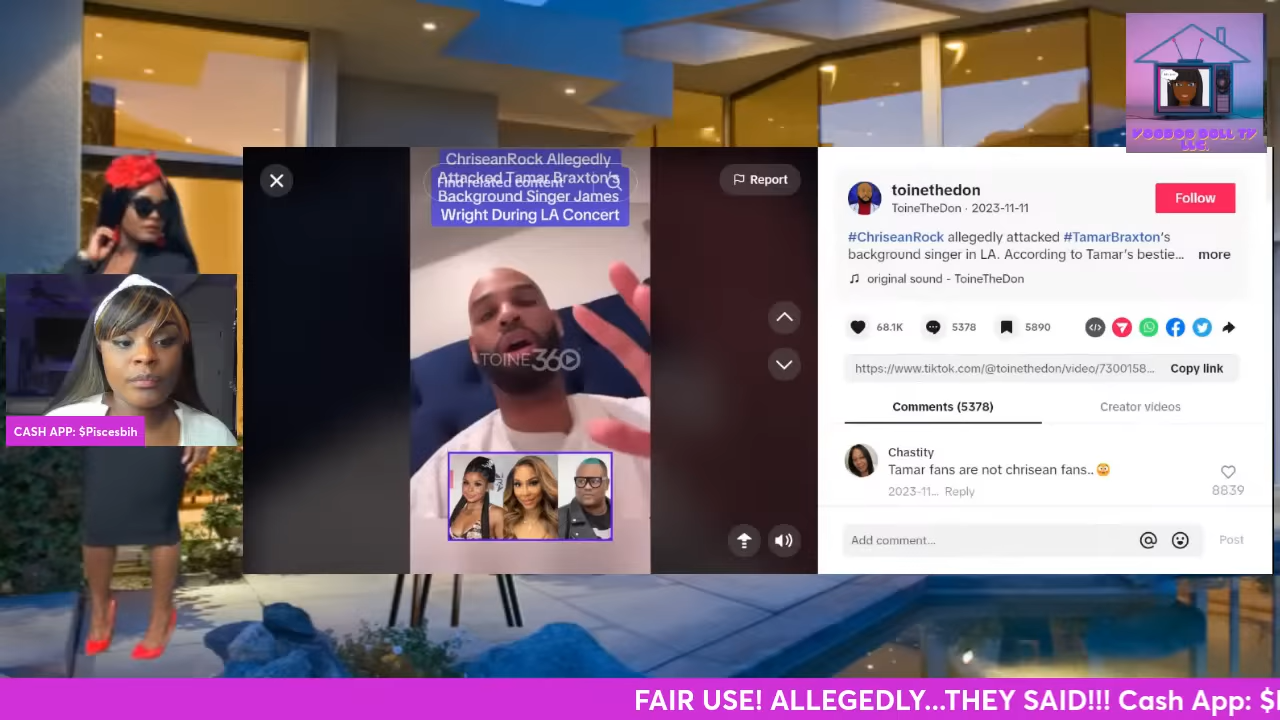 VOODOO DOLL TV
LLC.
ChriseanRock Allegedly
Attacked Tamar Braxton's
Find related content
Background Singer James
Wright During LA Concert
Report
TOINE360
toinethedon
ToineTheDon · 2023-11-11
Follow
#ChriseanRock allegedly attacked #TamarBraxton's
background singer in LA. According to Tamar's bestie... more
original sound - ToineTheDon
68.1K
5378
5890
https://www.tiktok.com/@toinethedon/video/7300158...
Copy link
Comments (5378)
Creator videos
Chastity
Tamar fans are not chrisean fans..
2023-11... Reply
8839
Add comment...
Post
CASH APP: $Piscesbih
FAIR USE! ALLEGEDLY...THEY SAID!!! Cash App: $